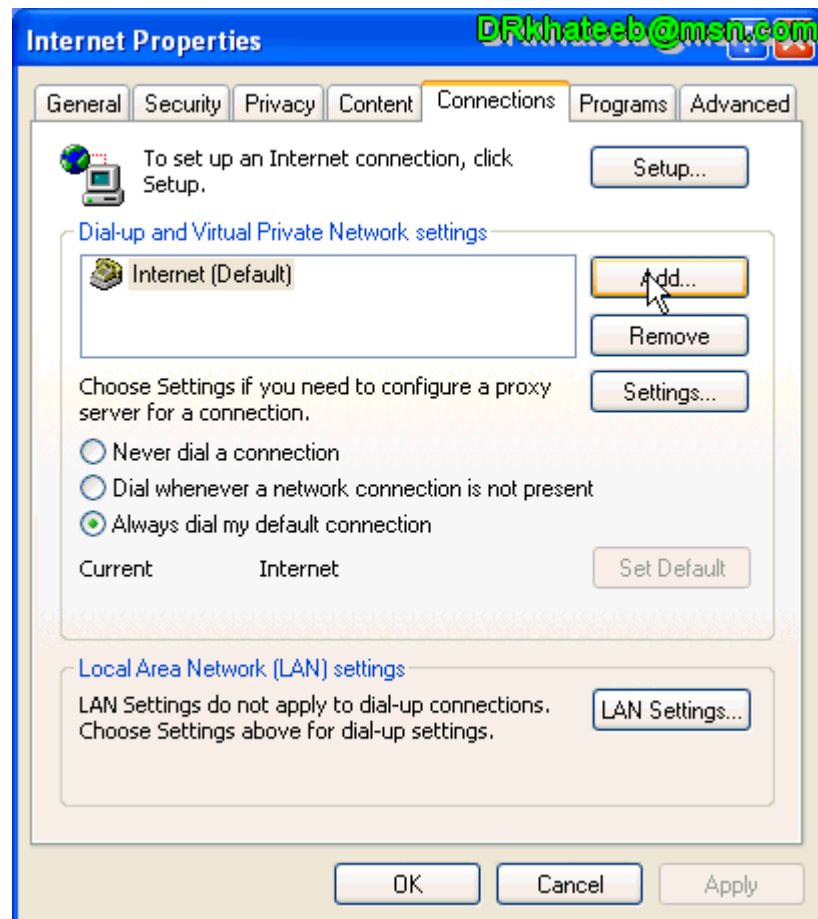 DRkhateeb@msn.com
Internet Properties
General Security Privacy Content Connections Programs Advanced
To set up an Internet connection, click
Setup.
Setup...
Dial-up and Virtual Private Network settings
Internet (Default)
Add...
Remove
Choose Settings if you need to configure a proxy
server for a connection.
Settings...
Never dial a connection
Dial whenever a network connection is not present
Always dial my default connection
Current Internet Set Default
Local Area Network (LAN) settings
LAN Settings do not apply to dial-up connections.
Choose Settings above for dial-up settings.
LAN Settings...
OK Cancel Apply